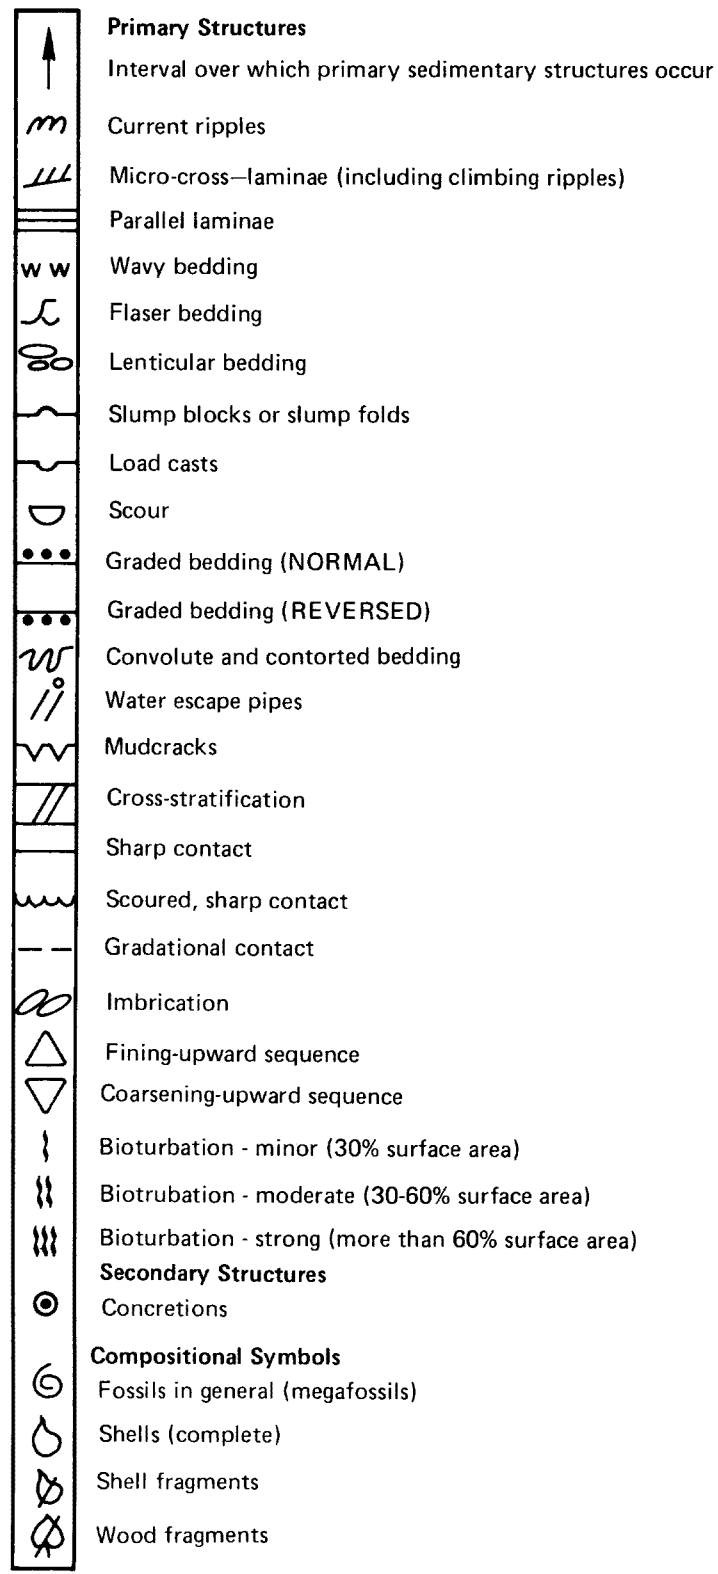 Primary Structures
Interval over which primary sedimentary structures occur
Current ripples
Micro-cross—laminae (including climbing ripples)
Parallel laminae
w w Wavy bedding
Flaser bedding
Lenticular bedding
Slump blocks or slump folds
Load casts
Scour
Graded bedding (NORMAL)
Graded bedding (REVERSED)
Convolute and contorted bedding
Water escape pipes
Mudcracks
Cross-stratification
Sharp contact
Scoured, sharp contact
Gradational contact
Imbrication
Fining-upward sequence
Coarsening-upward sequence
Bioturbation - minor (30% surface area)
Biotrubation - moderate (30-60% surface area)
Bioturbation - strong (more than 60% surface area)
Secondary Structures
Concretions
Compositional Symbols
Fossils in general (megafossils)
Shells (complete)
Shell fragments
Wood fragments